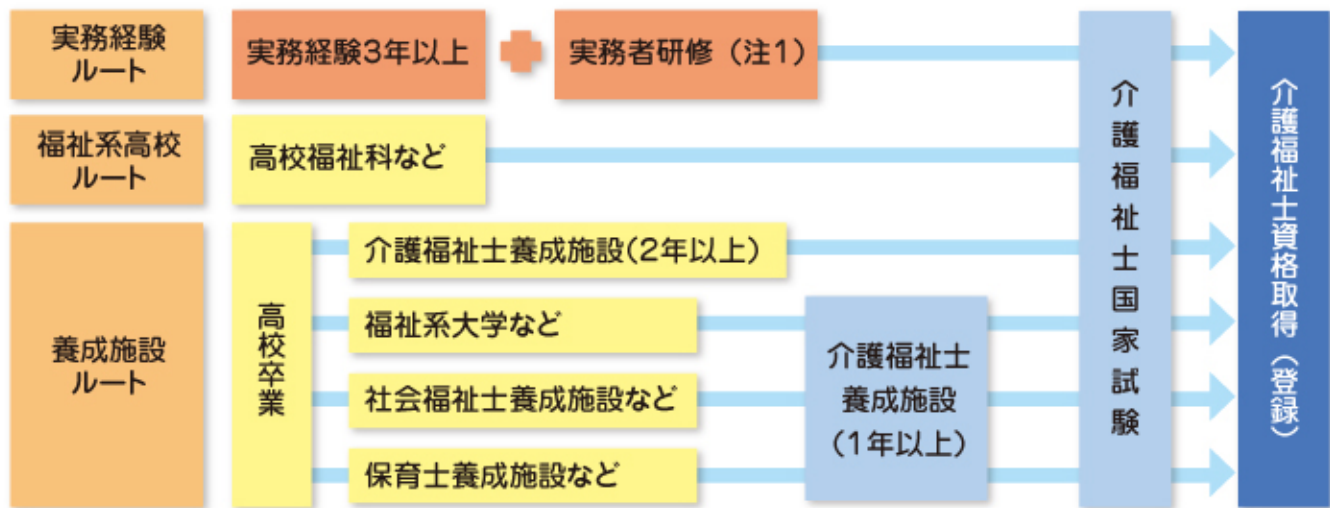 実務経験
ルート
実務経験3年以上
実務者研修（注1）
福祉系高校
ルート
高校福祉科など
養成施設
ルート
高校卒業
介護福祉士養成施設(2年以上)
福祉系大学など
社会福祉士養成施設など
保育士養成施設など
介護福祉士
養成施設
（1年以上）
介護福祉士国家試験
介護福祉士資格取得（登録）